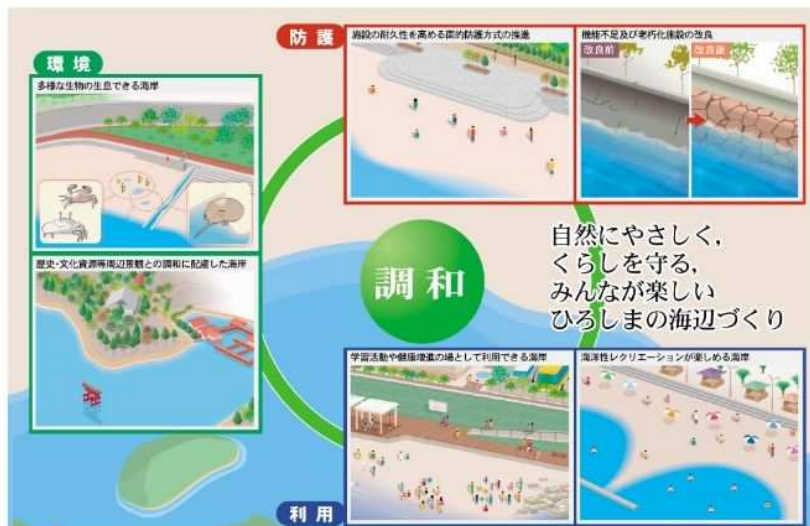 防護
施設の耐久性を高める面的防護方式の推進
機能不足及び老朽化施設の改良
改良前
改良後
環境
多様な生物の生息できる海岸
歴史・文化資源等周辺景観との調和に配慮した海岸
調和
自然にやさしく，
くらしを守る，
みんなが楽しい
ひろしまの海辺づくり
学習活動や健康増進の場として利用できる海岸
海洋性レクリエーションが楽しめる海岸
利用